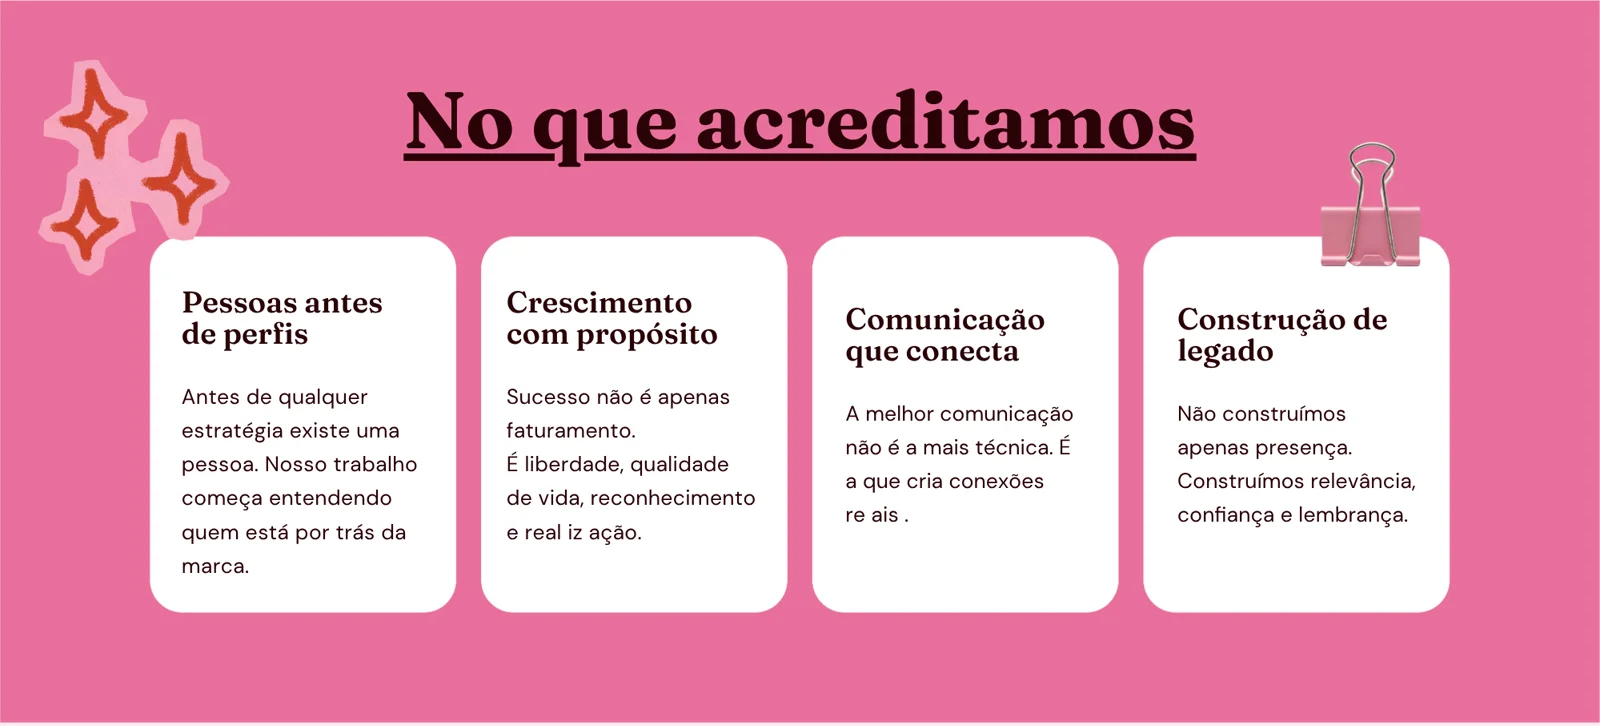 No que acreditamos
Pessoas antes
de perfis
Antes de qualquer
estratégia existe uma
pessoa. Nosso trabalho
começa entendendo
quem está por trás da
marca.
Crescimento
com propósito
Sucesso não é apenas
faturamento.
É liberdade, qualidade
de vida, reconhecimento
e real iz ação.
Comunicação
que conecta
A melhor comunicação
não é a mais técnica. É
a que cria conexões
re ais .
Construção de
legado
Não construímos
apenas presença.
Construímos relevância,
confiança e lembrança.